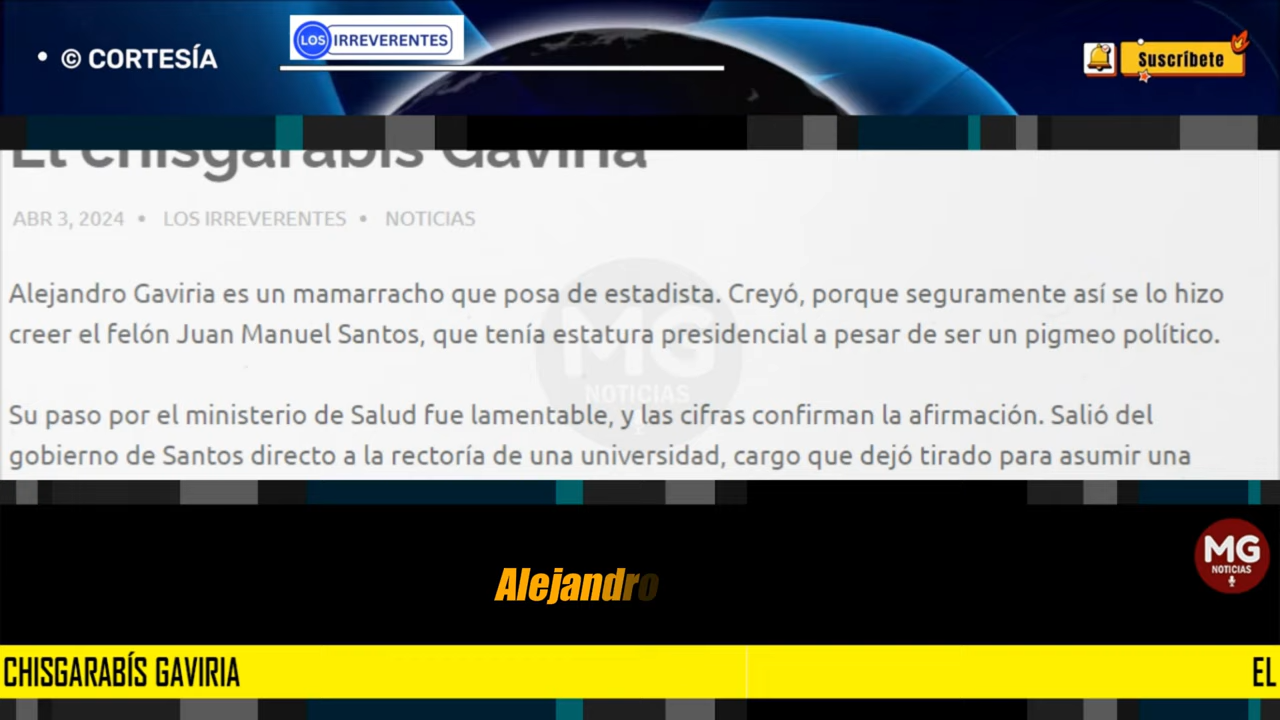 • © CORTESÍA
LOS IRREVERENTES
Suscríbete
El chisgarabís Gaviria
ABR 3, 2024 • LOS IRREVERENTES • NOTICIAS
Alejandro Gaviria es un mamarracho que posa de estadista. Creyó, porque seguramente así se lo hizo
creer el felón Juan Manuel Santos, que tenía estatura presidencial a pesar de ser un pigmeo político.
MG
NOTICIAS
Su paso por el ministerio de Salud fue lamentable, y las cifras confirman la afirmación. Salió del
gobierno de Santos directo a la rectoría de una universidad, cargo que dejó tirado para asumir una
MG
NOTICIAS
Alejandro
CHISGARABÍS GAVIRIA
EL